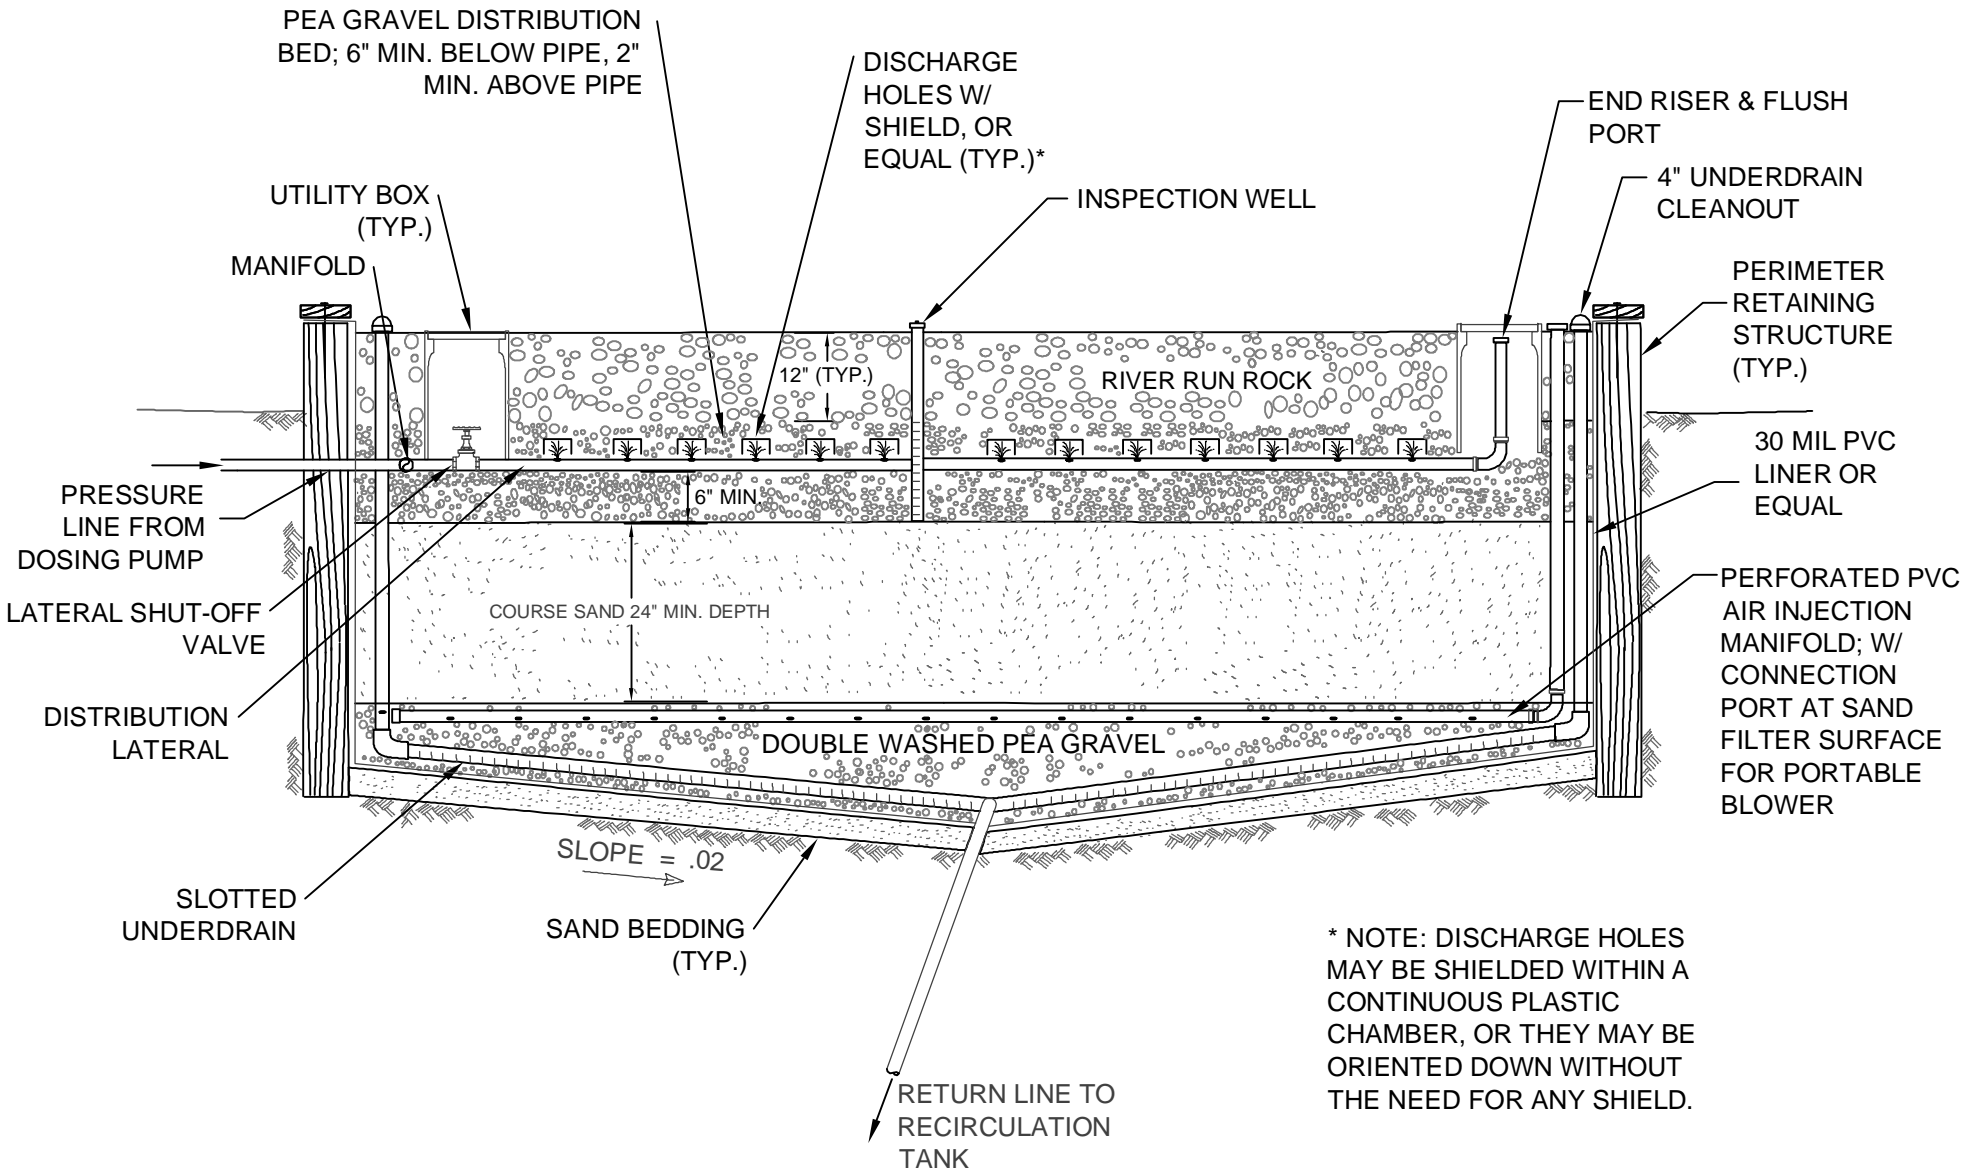 PEA GRAVEL DISTRIBUTION
BED; 6" MIN. BELOW PIPE, 2"
MIN. ABOVE PIPE
DISCHARGE
HOLES W/
SHIELD, OR
EQUAL (TYP.)*
END RISER & FLUSH
PORT
4" UNDERDRAIN
CLEANOUT
UTILITY BOX
(TYP.)
INSPECTION WELL
MANIFOLD
PERIMETER
RETAINING
STRUCTURE
(TYP.)
12" (TYP.)
RIVER RUN ROCK
30 MIL PVC
LINER OR
EQUAL
PRESSURE
LINE FROM
DOSING PUMP
6" MIN.
LATERAL SHUT-OFF
VALVE
COURSE SAND 24" MIN. DEPTH
PERFORATED PVC
AIR INJECTION
MANIFOLD; W/
CONNECTION
PORT AT SAND
FILTER SURFACE
FOR PORTABLE
BLOWER
DISTRIBUTION
LATERAL
DOUBLE WASHED PEA GRAVEL
SLOPE = .02
SLOTTED
UNDERDRAIN
SAND BEDDING
(TYP.)
* NOTE: DISCHARGE HOLES
MAY BE SHIELDED WITHIN A
CONTINUOUS PLASTIC
CHAMBER, OR THEY MAY BE
ORIENTED DOWN WITHOUT
THE NEED FOR ANY SHIELD.
RETURN LINE TO
RECIRCULATION
TANK